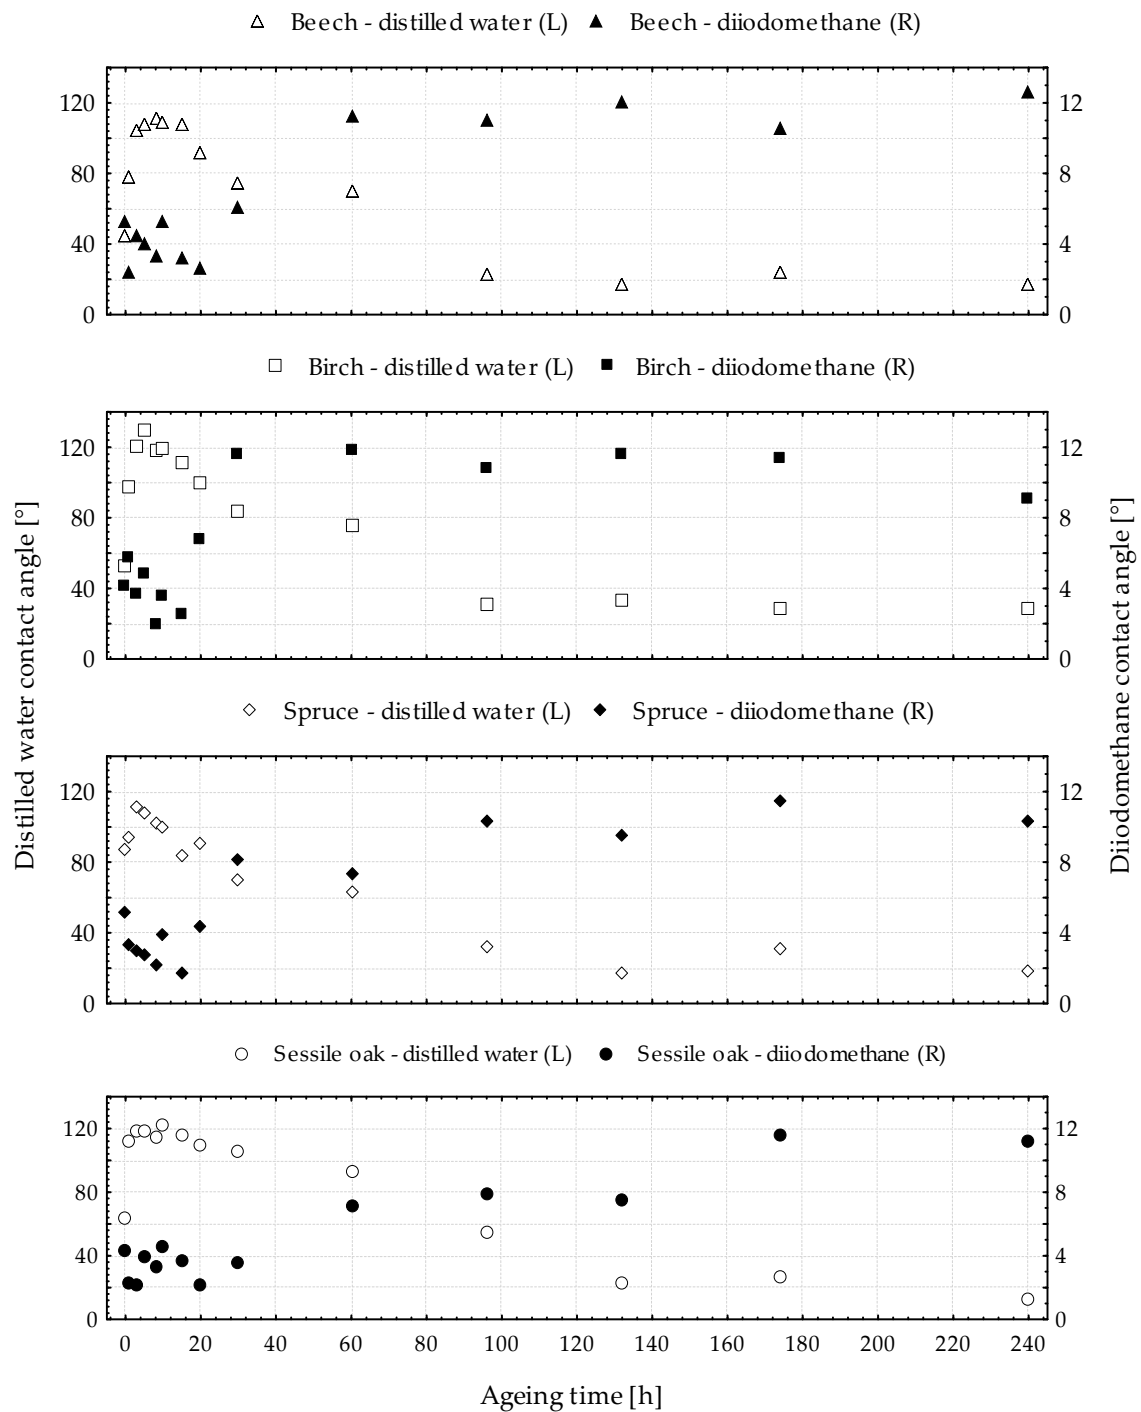 Beech - distilled water (L) Beech - diiodomethane (R)
120 12
80 8
40 4
0 0
Birch - distilled water (L) Birch - diiodomethane (R)
120 12
80 8
40 4
0 0
Distilled water contact angle [°]
Diiodomethane contact angle [°]
Spruce - distilled water (L) Spruce - diiodomethane (R)
120 12
80 8
40 4
0 0
Sessile oak - distilled water (L) Sessile oak - diiodomethane (R)
120 12
80 8
40 4
0 0
0 20 40 60 80 100 120 140 160 180 200 220 240
Ageing time [h]